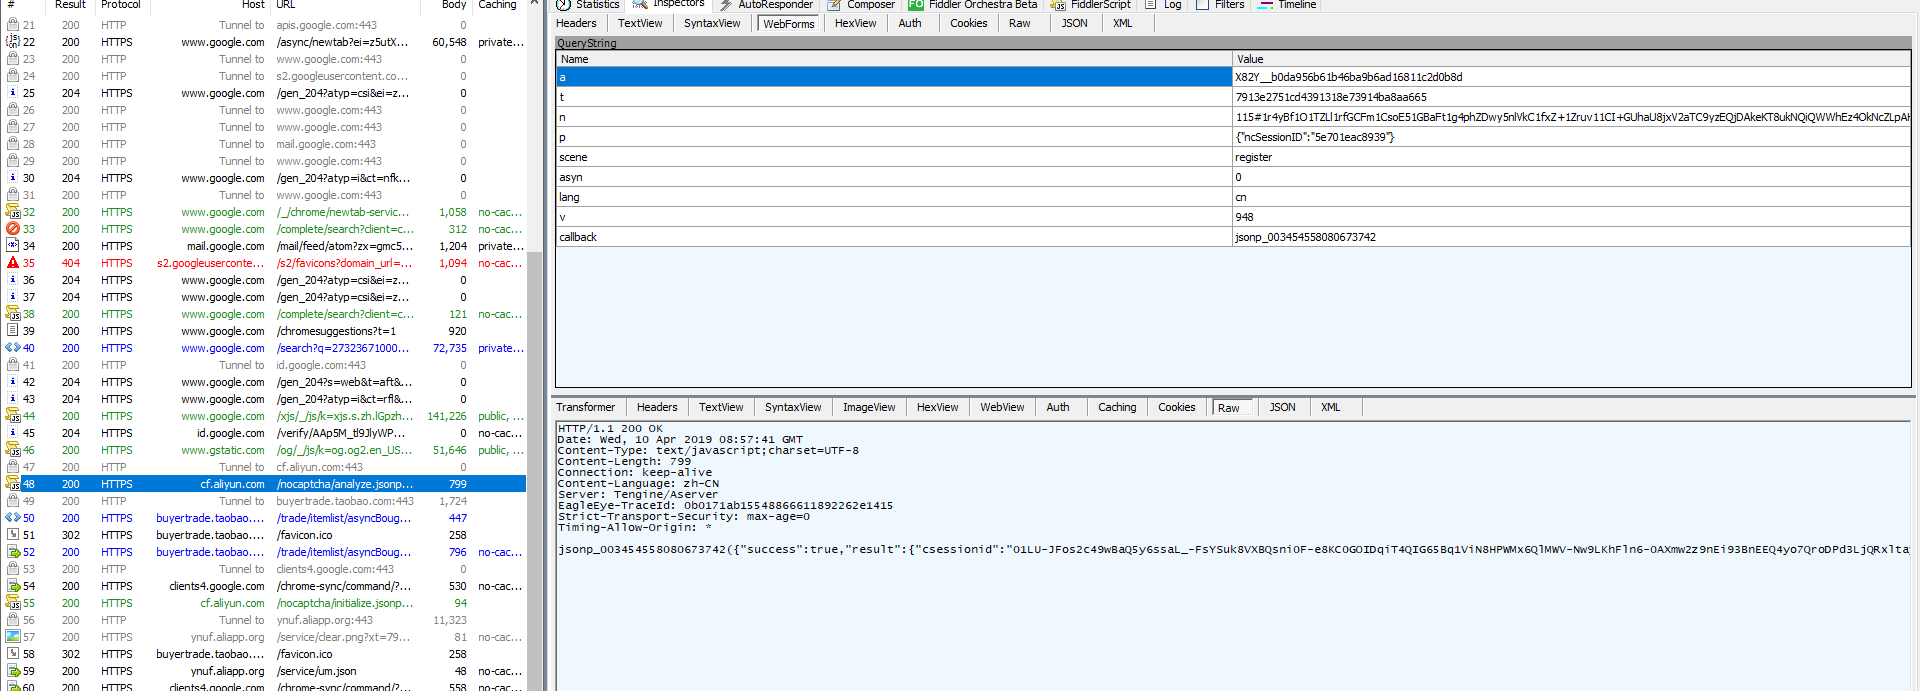 # Result Protocol Host URL Body Caching
21 200 HTTP Tunnel to apis.google.com:443 0
22 200 HTTPS www.google.com /async/newtab?ei=z5utX... 60,548 private...
23 200 HTTP Tunnel to www.google.com:443 0
24 200 HTTP Tunnel to s2.googleusercontent.co... 0
25 204 HTTPS www.google.com /gen_204?atyp=csi&ei=z... 0
26 200 HTTP Tunnel to www.google.com:443 0
27 200 HTTP Tunnel to www.google.com:443 0
28 200 HTTP Tunnel to mail.google.com:443 0
29 200 HTTP Tunnel to www.google.com:443 0
30 204 HTTPS www.google.com /gen_204?atyp=i&ct=nfk... 0
31 200 HTTP Tunnel to www.google.com:443 0
32 200 HTTPS www.google.com /_/chrome/newtab-servic... 1,058 no-cac...
33 200 HTTPS www.google.com /complete/search?client=c... 312 no-cac...
34 200 HTTPS mail.google.com /mail/feed/atom?zx=gmc5... 1,204 private...
35 404 HTTPS s2.googleuserconte... /s2/favicons?domain_url=... 1,094 no-cac...
36 204 HTTPS www.google.com /gen_204?atyp=csi&ei=z... 0
37 204 HTTPS www.google.com /gen_204?atyp=csi&ei=z... 0
38 200 HTTPS www.google.com /complete/search?client=c... 121 no-cac...
39 200 HTTPS www.google.com /chromesuggestions?t=1 920
40 200 HTTPS www.google.com /search?q=27323671000... 72,735 private...
41 200 HTTP Tunnel to id.google.com:443 0
42 204 HTTPS www.google.com /gen_204?s=web&t=aft&... 0
43 204 HTTPS www.google.com /gen_204?atyp=i&ct=rfl&... 0
44 200 HTTPS www.google.com /xjs/_/js/k=xjs.s.zh.lGpzh... 141,226 public, ...
45 204 HTTPS id.google.com /verify/AAp5M_tl9JlyWP... 0 no-cac...
46 200 HTTPS www.gstatic.com /og/_/js/k=og.og2.en_US... 51,646 public, ...
47 200 HTTP Tunnel to cf.aliyun.com:443 0
48 200 HTTPS cf.aliyun.com /nocaptcha/analyze.jsonp... 799
49 200 HTTP Tunnel to buyertrade.taobao.com:443 1,724
50 200 HTTPS buyertrade.taobao.... /trade/itemlist/asyncBoug... 447
51 302 HTTPS buyertrade.taobao.... /favicon.ico 258
52 200 HTTPS buyertrade.taobao.... /trade/itemlist/asyncBoug... 796 no-cac...
53 200 HTTPS buyertrade.taobao.... /favicon.ico 258
54 200 HTTPS clients4.google.com /chrome-sync/command/?... 530 no-cac...
55 200 HTTPS cf.aliyun.com /nocaptcha/initialize.jsonp... 94
56 200 HTTP Tunnel to ynuf.aliapp.org:443 11,323
57 200 HTTPS ynuf.aliapp.org /service/clear.png?xt=79... 81 no-cac...
58 302 HTTPS buyertrade.taobao.... /favicon.ico 258
59 200 HTTPS ynuf.aliapp.org /service/um.json 48 no-cac...
60 200 HTTPS clients4.google.com /chrome-sync/command/?... 558 no-cac...
Statistics Inspectors AutoResponder Composer FO Fiddler Orchestra Beta FiddlerScript Log Filters Timeline
Headers TextView SyntaxView WebForms HexView Auth Cookies Raw JSON XML
QueryString
Name Value
a X82Y__b0da956b61b46ba9b6ad16811c2d0b8d
t 7913e2751cd4391318e73914ba8aa665
n
p {"ncSessionID":"5e701eac8939"}
scene register
asyn 0
lang cn
v 948
callback jsonp_003454558080673742
Transformer Headers TextView SyntaxView ImageView HexView WebView Auth Caching Cookies Raw JSON XML
HTTP/1.1 200 OK
Date: Wed, 10 Apr 2019 08:57:41 GMT
Content-Type: text/javascript;charset=UTF-8
Content-Length: 799
Connection: keep-alive
Content-Language: zh-CN
Server: Tengine/Aserver
EagleEye-TraceId: 0b0171ab15548866611892262e1415
Strict-Transport-Security: max-age=0
Timing-Allow-Origin: *
jsonp_003454558080673742({"success":true,"result":{"csessionid":